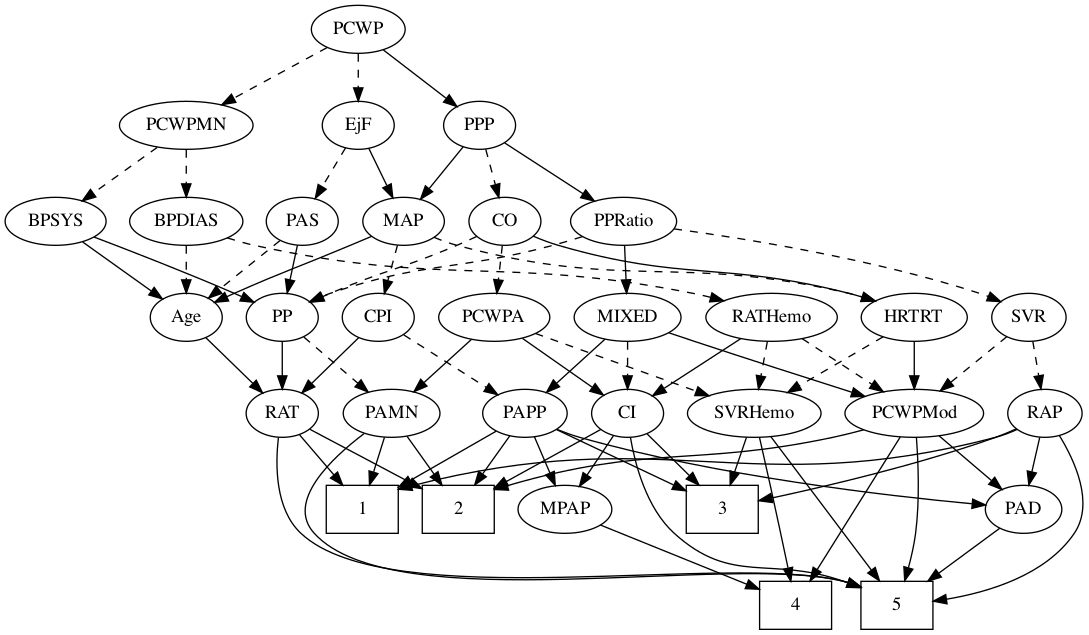 PCWP
PCWPMN
EjF
PPP
BPSYS
BPDIAS
PAS
MAP
CO
PPRatio
Age
PP
CPI
PCWPA
MIXED
RATHemo
HRTRT
SVR
RAT
PAMN
PAPP
CI
SVRHemo
PCWPMod
RAP
1
2
MPAP
3
PAD
4
5